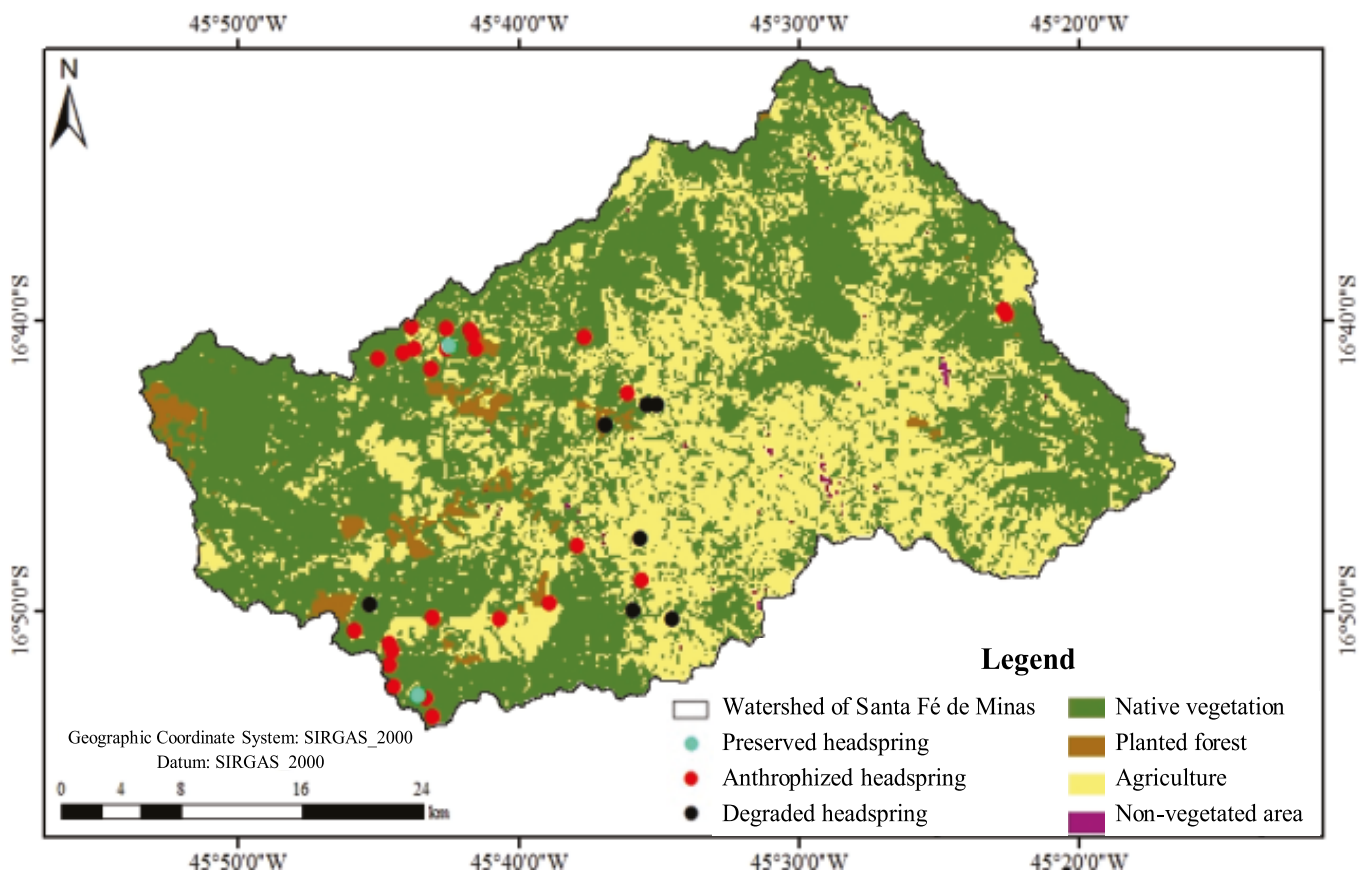 45°50'0"W 45°40'0"W 45°30'0"W 45°20'0"W
N
16°40'0"S
16°40'0"S
16°50'0"S
16°50'0"S
Legend
Watershed of Santa Fé de Minas
Preserved headspring
Anthrophized headspring
Degraded headspring
Native vegetation
Planted forest
Agriculture
Non-vegetated area
Geographic Coordinate System: SIRGAS_2000
Datum: SIRGAS 2000
0 4 8 16 24
km
45°50'0"W 45°40'0"W 45°30'0"W 45°20'0"W